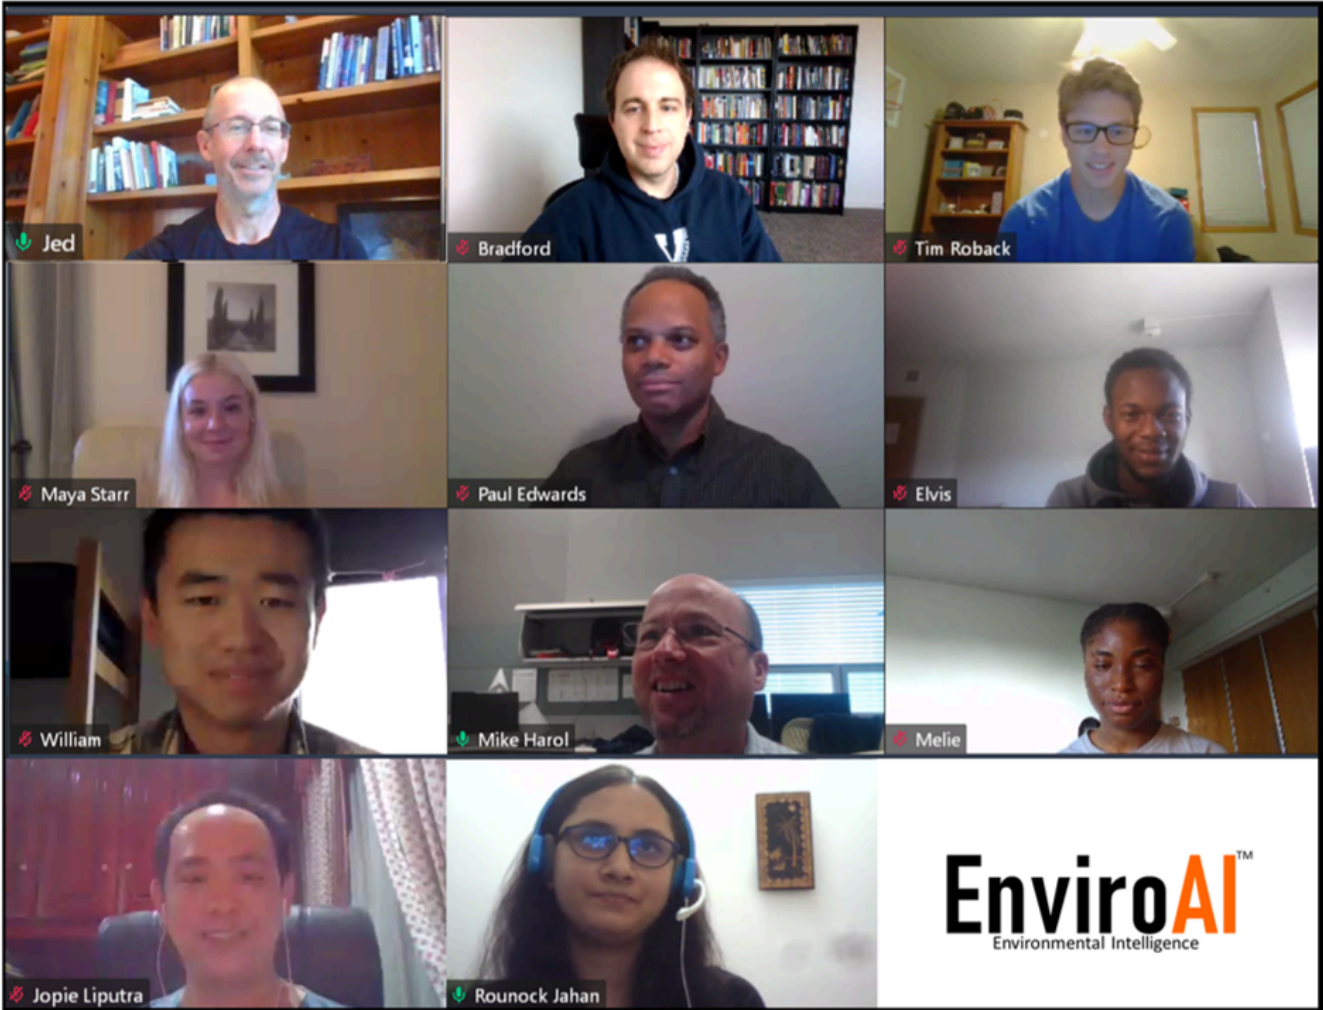 Jed
Bradford
Tim Roback
Maya Starr
Paul Edwards
Elvis
William
Mike Harol
Melie
Jopie Liputra
Rounock Jahan
EnviroAI™
Environmental Intelligence